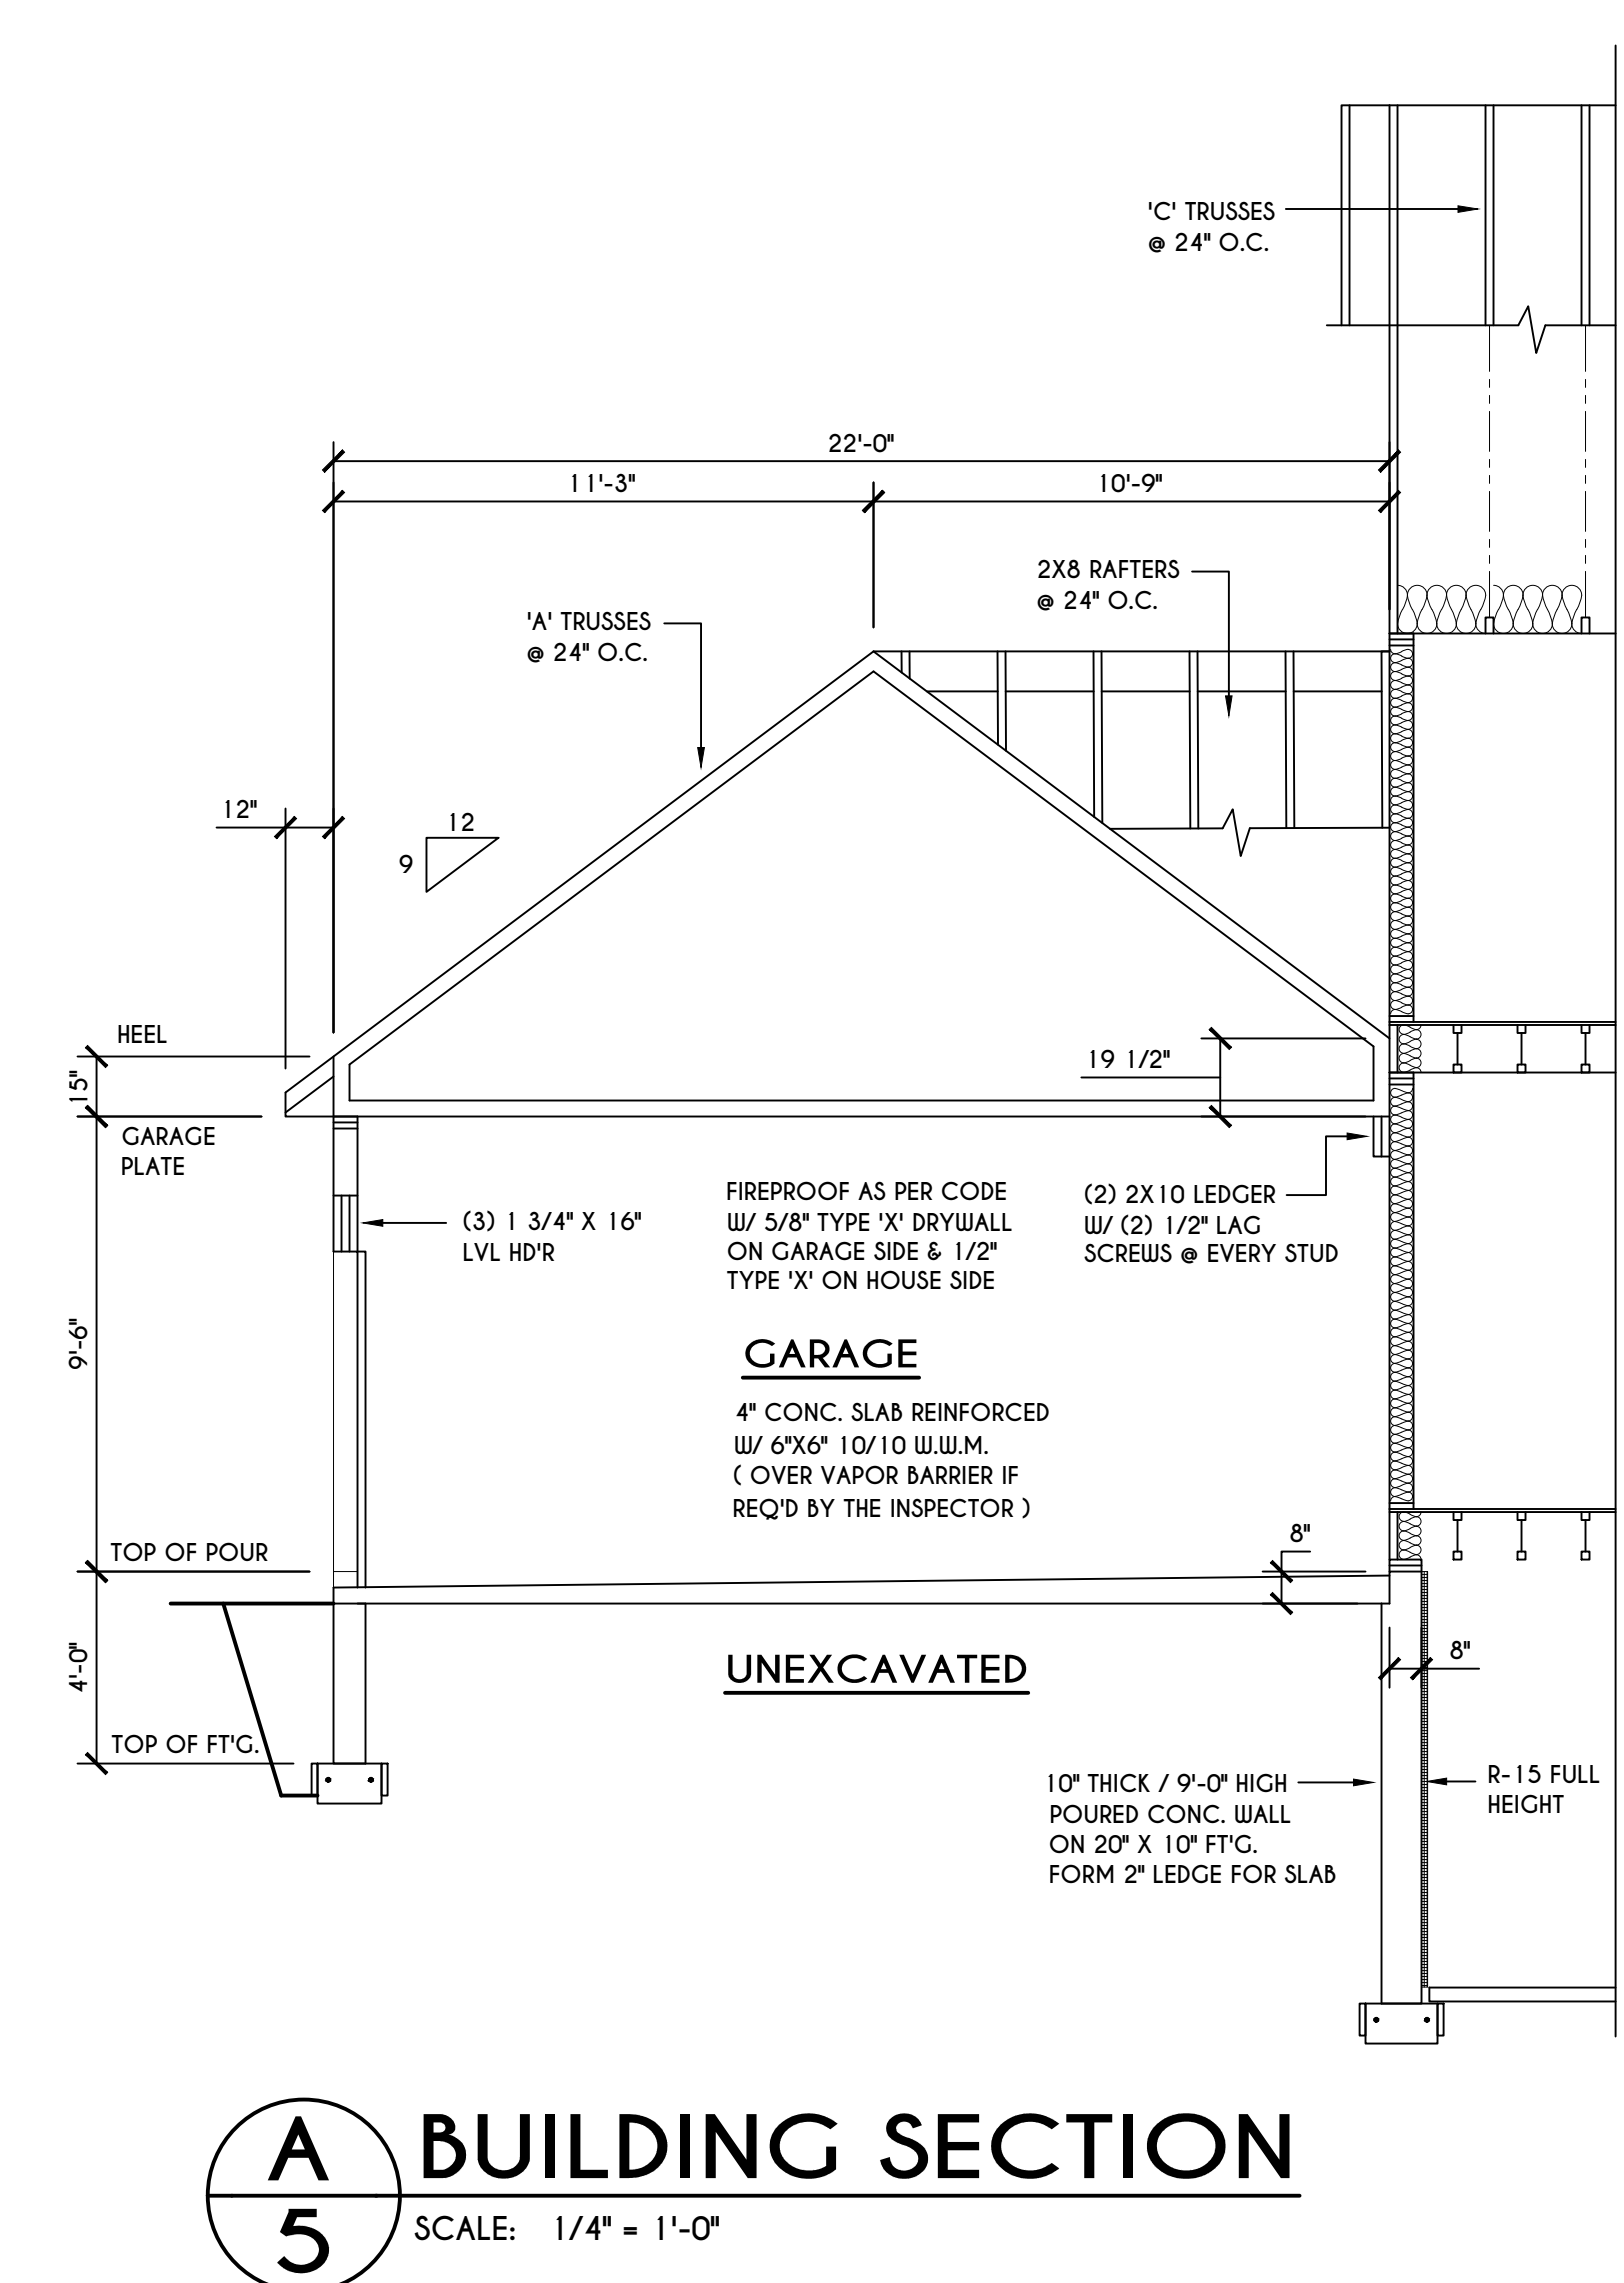 'C' TRUSSES
@ 24" O.C.
22'-0"
11'-3"
10'-9"
2X8 RAFTERS
@ 24" O.C.
'A' TRUSSES
@ 24" O.C.
12"
12
9
HEEL
15"
19 1/2"
GARAGE
PLATE
(3) 1 3/4" X 16"
LVL HD'R
FIREPROOF AS PER CODE
W/ 5/8" TYPE 'X' DRYWALL
ON GARAGE SIDE & 1/2"
TYPE 'X' ON HOUSE SIDE
(2) 2X10 LEDGER
W/ (2) 1/2" LAG
SCREWS @ EVERY STUD
9'-6"
GARAGE
4" CONC. SLAB REINFORCED
W/ 6"X6" 10/10 W.W.M.
( OVER VAPOR BARRIER IF
REQ'D BY THE INSPECTOR )
8"
TOP OF POUR
4'-0"
UNEXCAVATED
8"
TOP OF FT'G.
10" THICK / 9'-0" HIGH
POURED CONC. WALL
ON 20" X 10" FT'G.
FORM 2" LEDGE FOR SLAB
R-15 FULL
HEIGHT
A
5
BUILDING SECTION
SCALE: 1/4" = 1'-0"